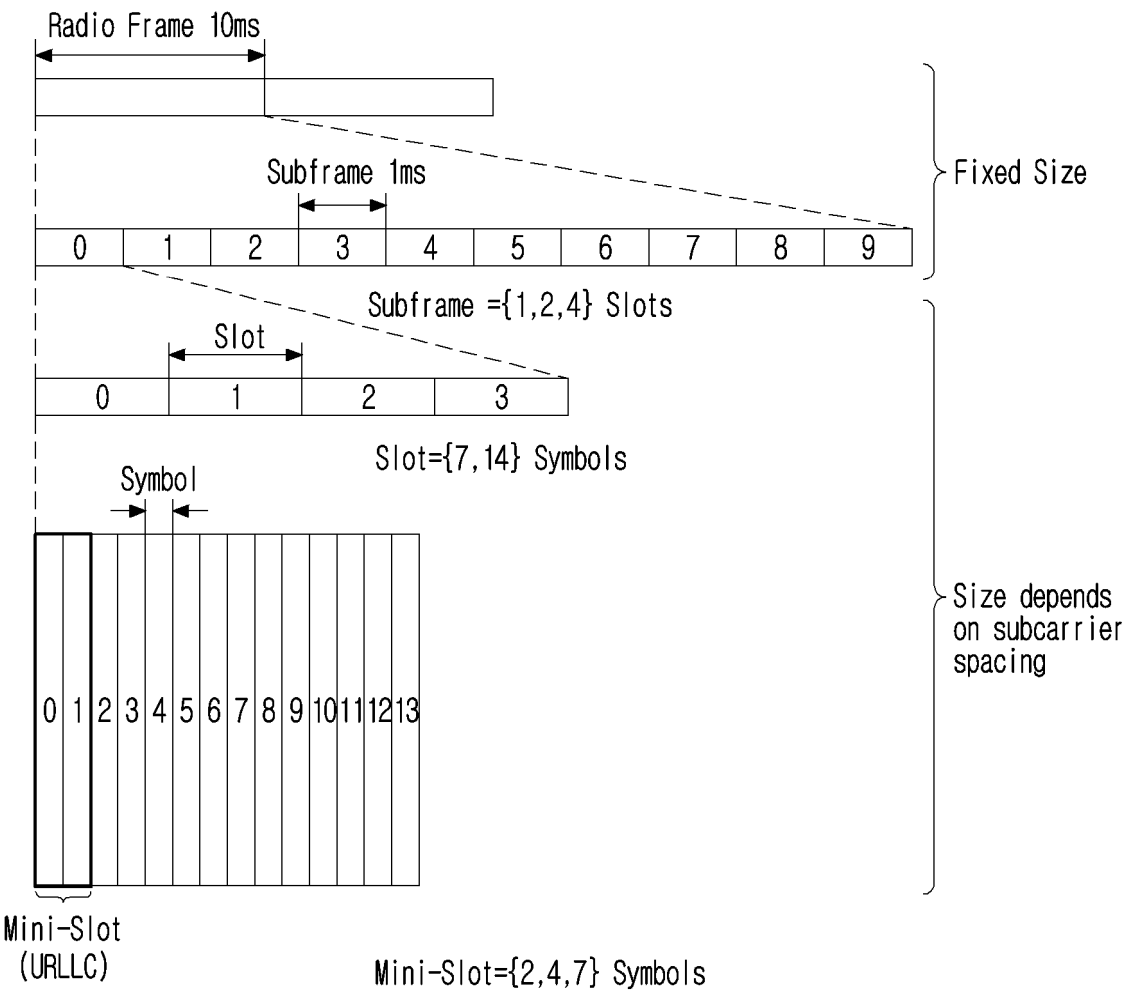 Radio Frame 10ms
Subframe 1ms
Fixed Size
0 1 2 3 4 5 6 7 8 9
Subframe ={1,2,4} Slots
Slot
0 1 2 3
Slot={7,14} Symbols
Symbol
Size depends
on subcarrier
spacing
0 1 2 3 4 5 6 7 8 9 10 11 12 13
Mini-Slot
(URLLC)
Mini-Slot={2,4,7} Symbols